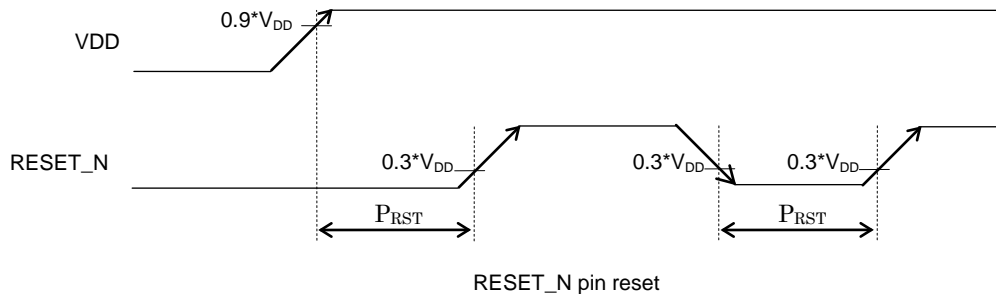 0.9*VDD
VDD
RESET_N
0.3*VDD
0.3*VDD
0.3*VDD
PRST
PRST
RESET_N pin reset